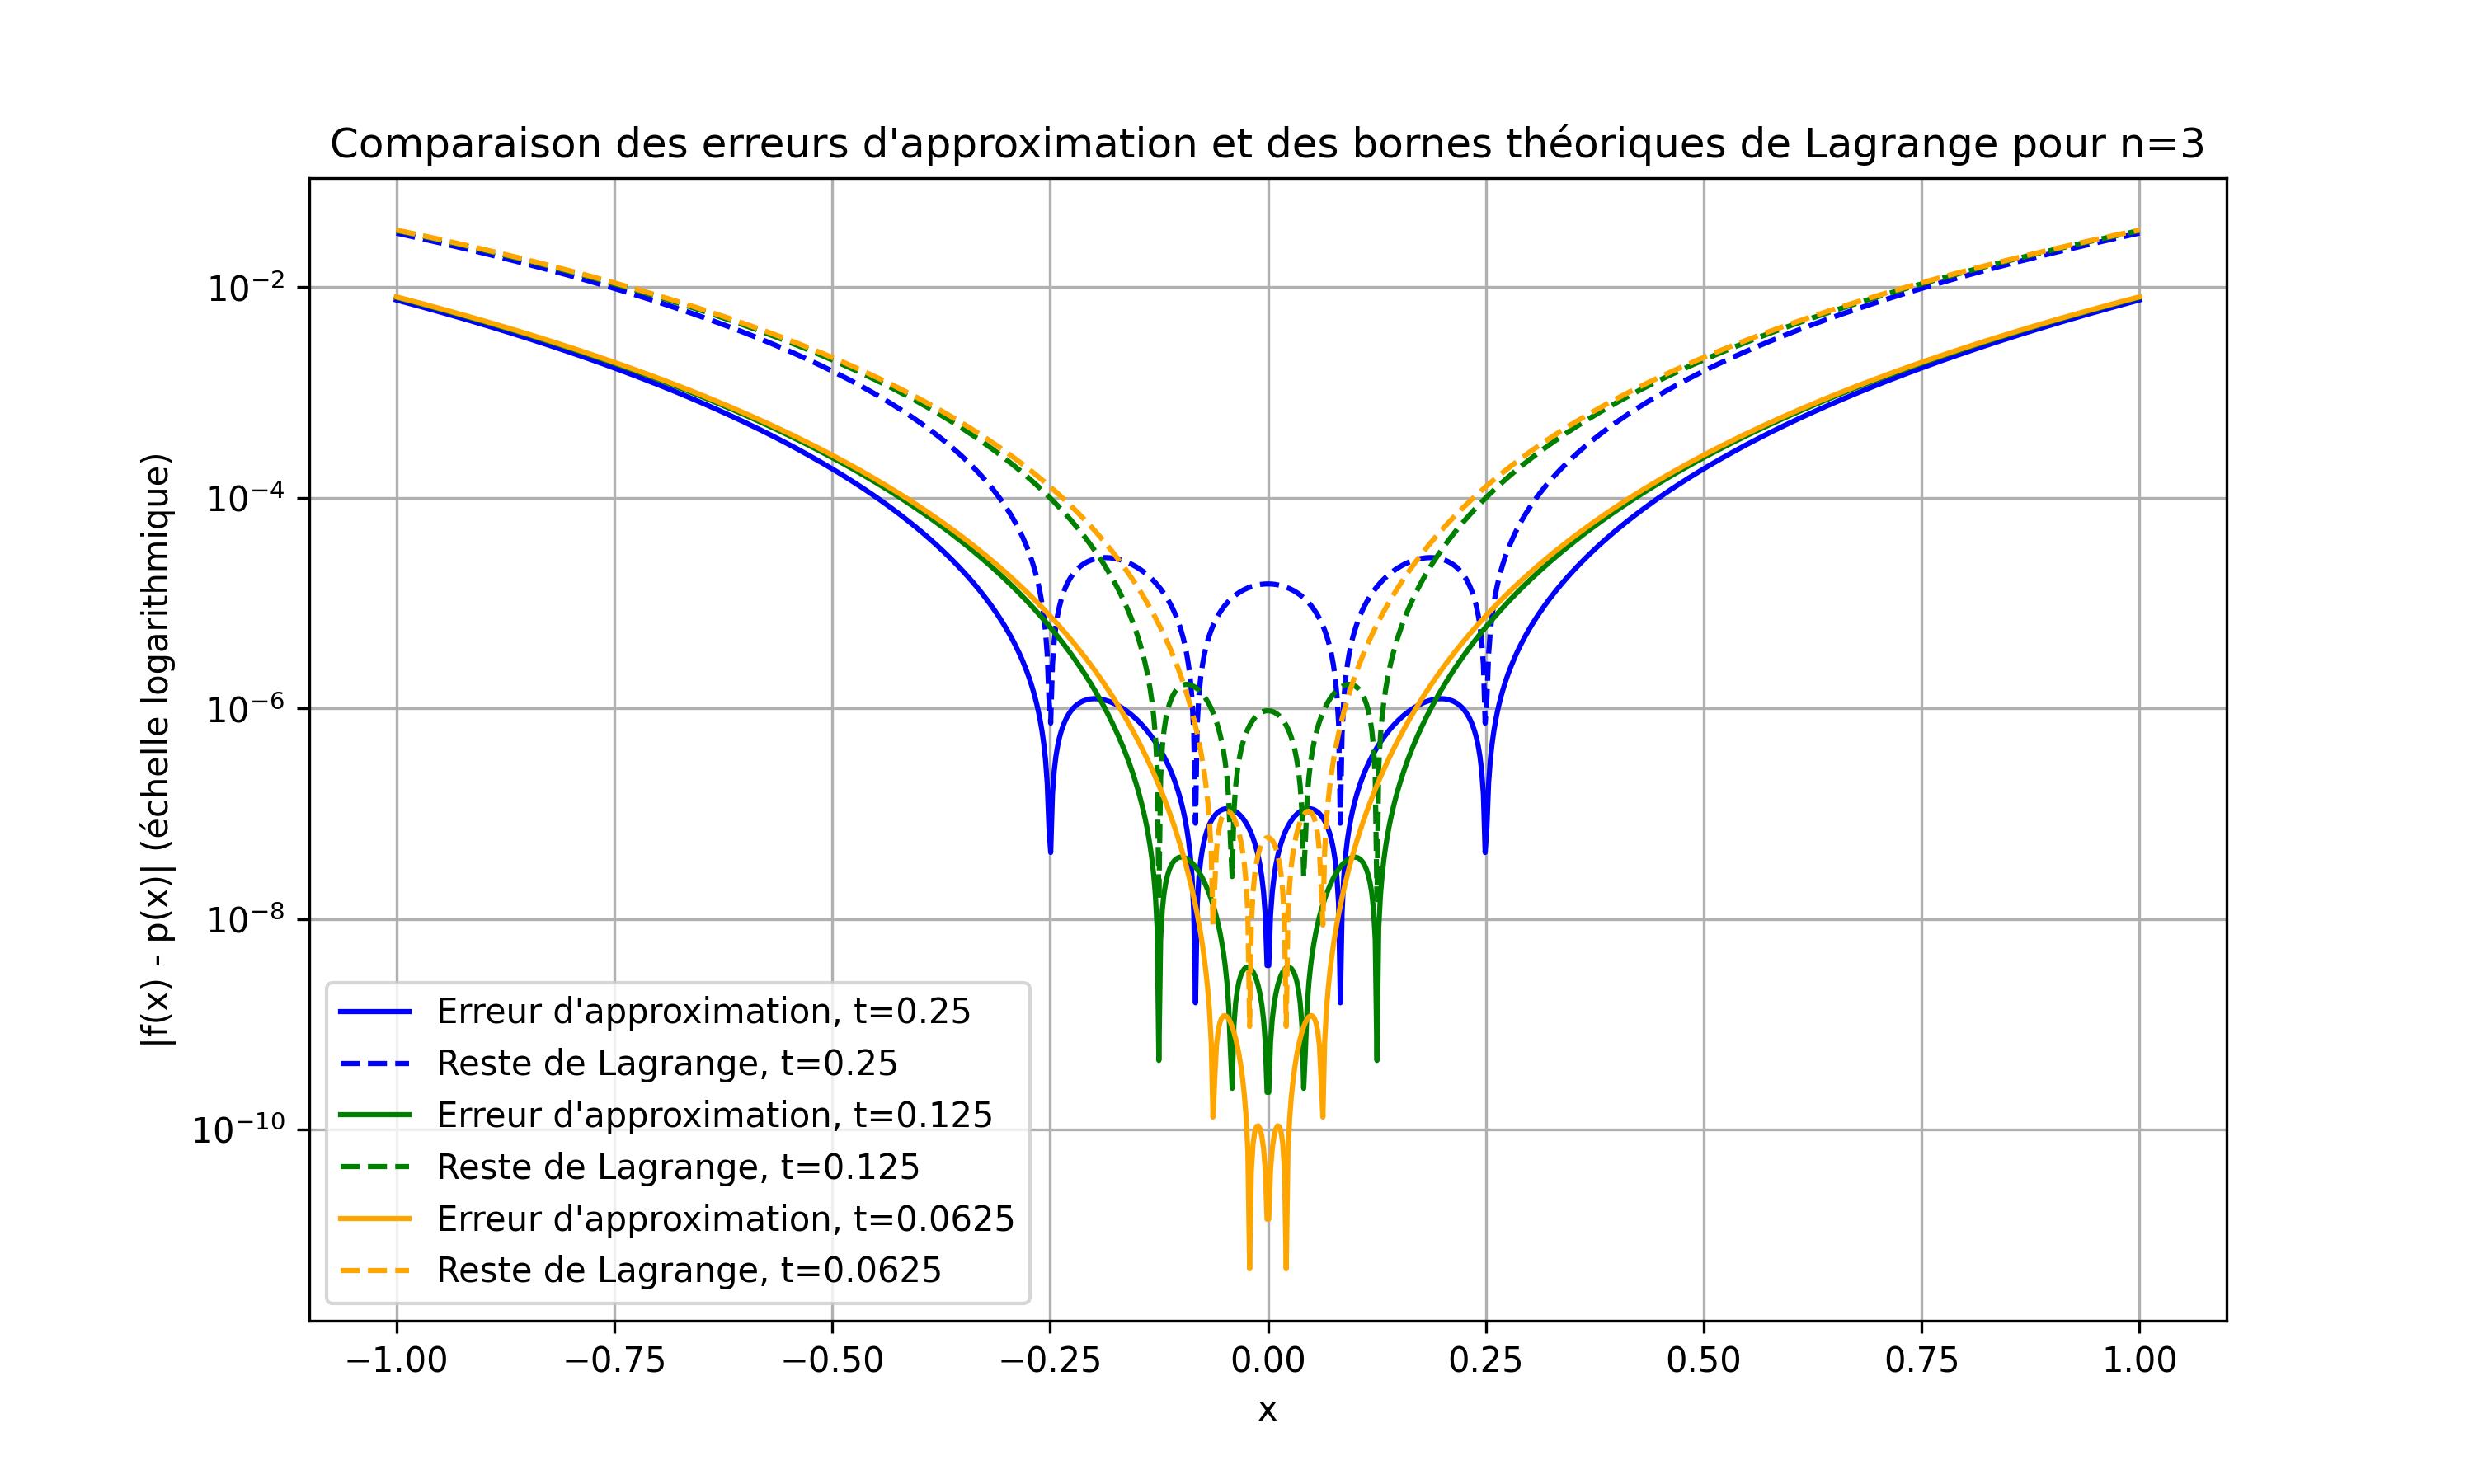 Comparaison des erreurs d'approximation et des bornes théoriques de Lagrange pour n=3
|f(x) - p(x)| (échelle logarithmique)
10⁻²
10⁻⁴
10⁻⁶
10⁻⁸
10⁻¹⁰
Erreur d'approximation, t=0.25
Reste de Lagrange, t=0.25
Erreur d'approximation, t=0.125
Reste de Lagrange, t=0.125
Erreur d'approximation, t=0.0625
Reste de Lagrange, t=0.0625
−1.00 −0.75 −0.50 −0.25 0.00 0.25 0.50 0.75 1.00
x